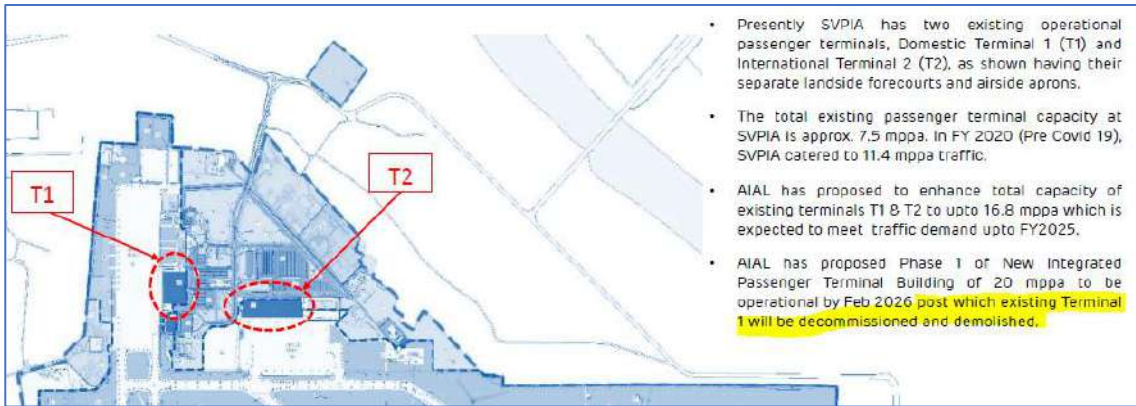 T1
T2
• Presently SVPIA has two existing operational
passenger terminals, Domestic Terminal 1 (T1) and
International Terminal 2 (T2), as shown having their
separate landside forecourts and airside aprons.
• The total existing passenger terminal capacity at
SVPIA is approx. 7.5 mppa. In FY 2020 (Pre Covid 19),
SVPIA catered to 11.4 mppa traffic.
• AIAL has proposed to enhance total capacity of
existing terminals T1 & T2 to upto 16.8 mppa which is
expected to meet traffic demand upto FY2025.
• AIAL has proposed Phase 1 of New Integrated
Passenger Terminal Building of 20 mppa to be
operational by Feb 2026 post which existing Terminal
1 will be decommissioned and demolished.